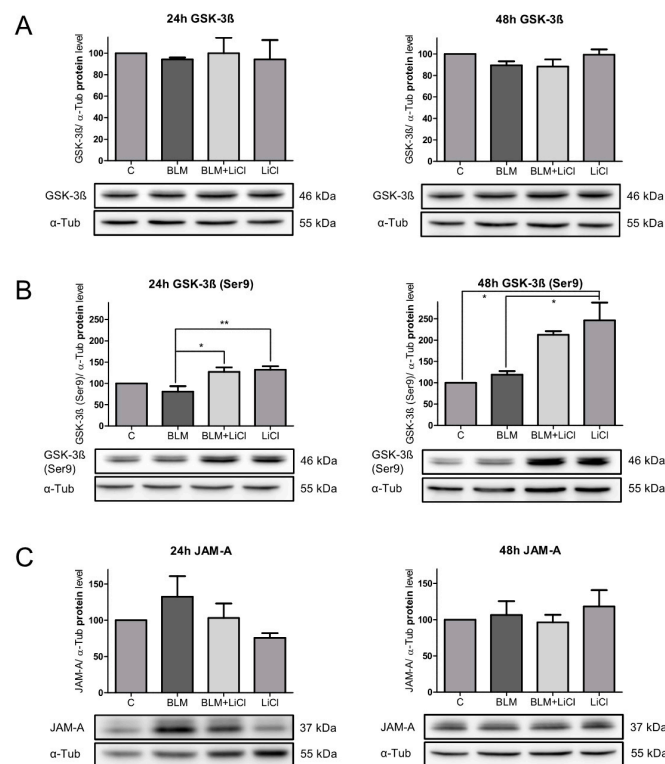 A
24h GSK-3ß
48h GSK-3ß
GSK-3ß/ α-Tub protein level
100
80
60
40
20
0
C BLM BLM+LiCl LiCl
GSK-3ß/ α-Tub protein level
100
80
60
40
20
0
C BLM BLM+LiCl LiCl
GSK-3ß 46 kDa
α-Tub 55 kDa
GSK-3ß 46 kDa
α-Tub 55 kDa
B
24h GSK-3ß (Ser9)
48h GSK-3ß (Ser9)
GSK-3ß (Ser9)/ α-Tub protein level
250
200
150
100
50
0
**
*
C BLM BLM+LiCl LiCl
GSK-3ß (Ser9)/ α-Tub protein level
250
200
150
100
50
0
* *
C BLM BLM+LiCl LiCl
GSK-3ß
(Ser9)
46 kDa
α-Tub 55 kDa
GSK-3ß
(Ser9)
46 kDa
α-Tub 55 kDa
C
24h JAM-A
48h JAM-A
JAM-A/ α-Tub protein level
150
100
50
0
C BLM BLM+LiCl LiCl
JAM-A/ α-Tub protein level
150
100
50
0
C BLM BLM+LiCl LiCl
JAM-A 37 kDa
α-Tub 55 kDa
JAM-A 37 kDa
α-Tub 55 kDa